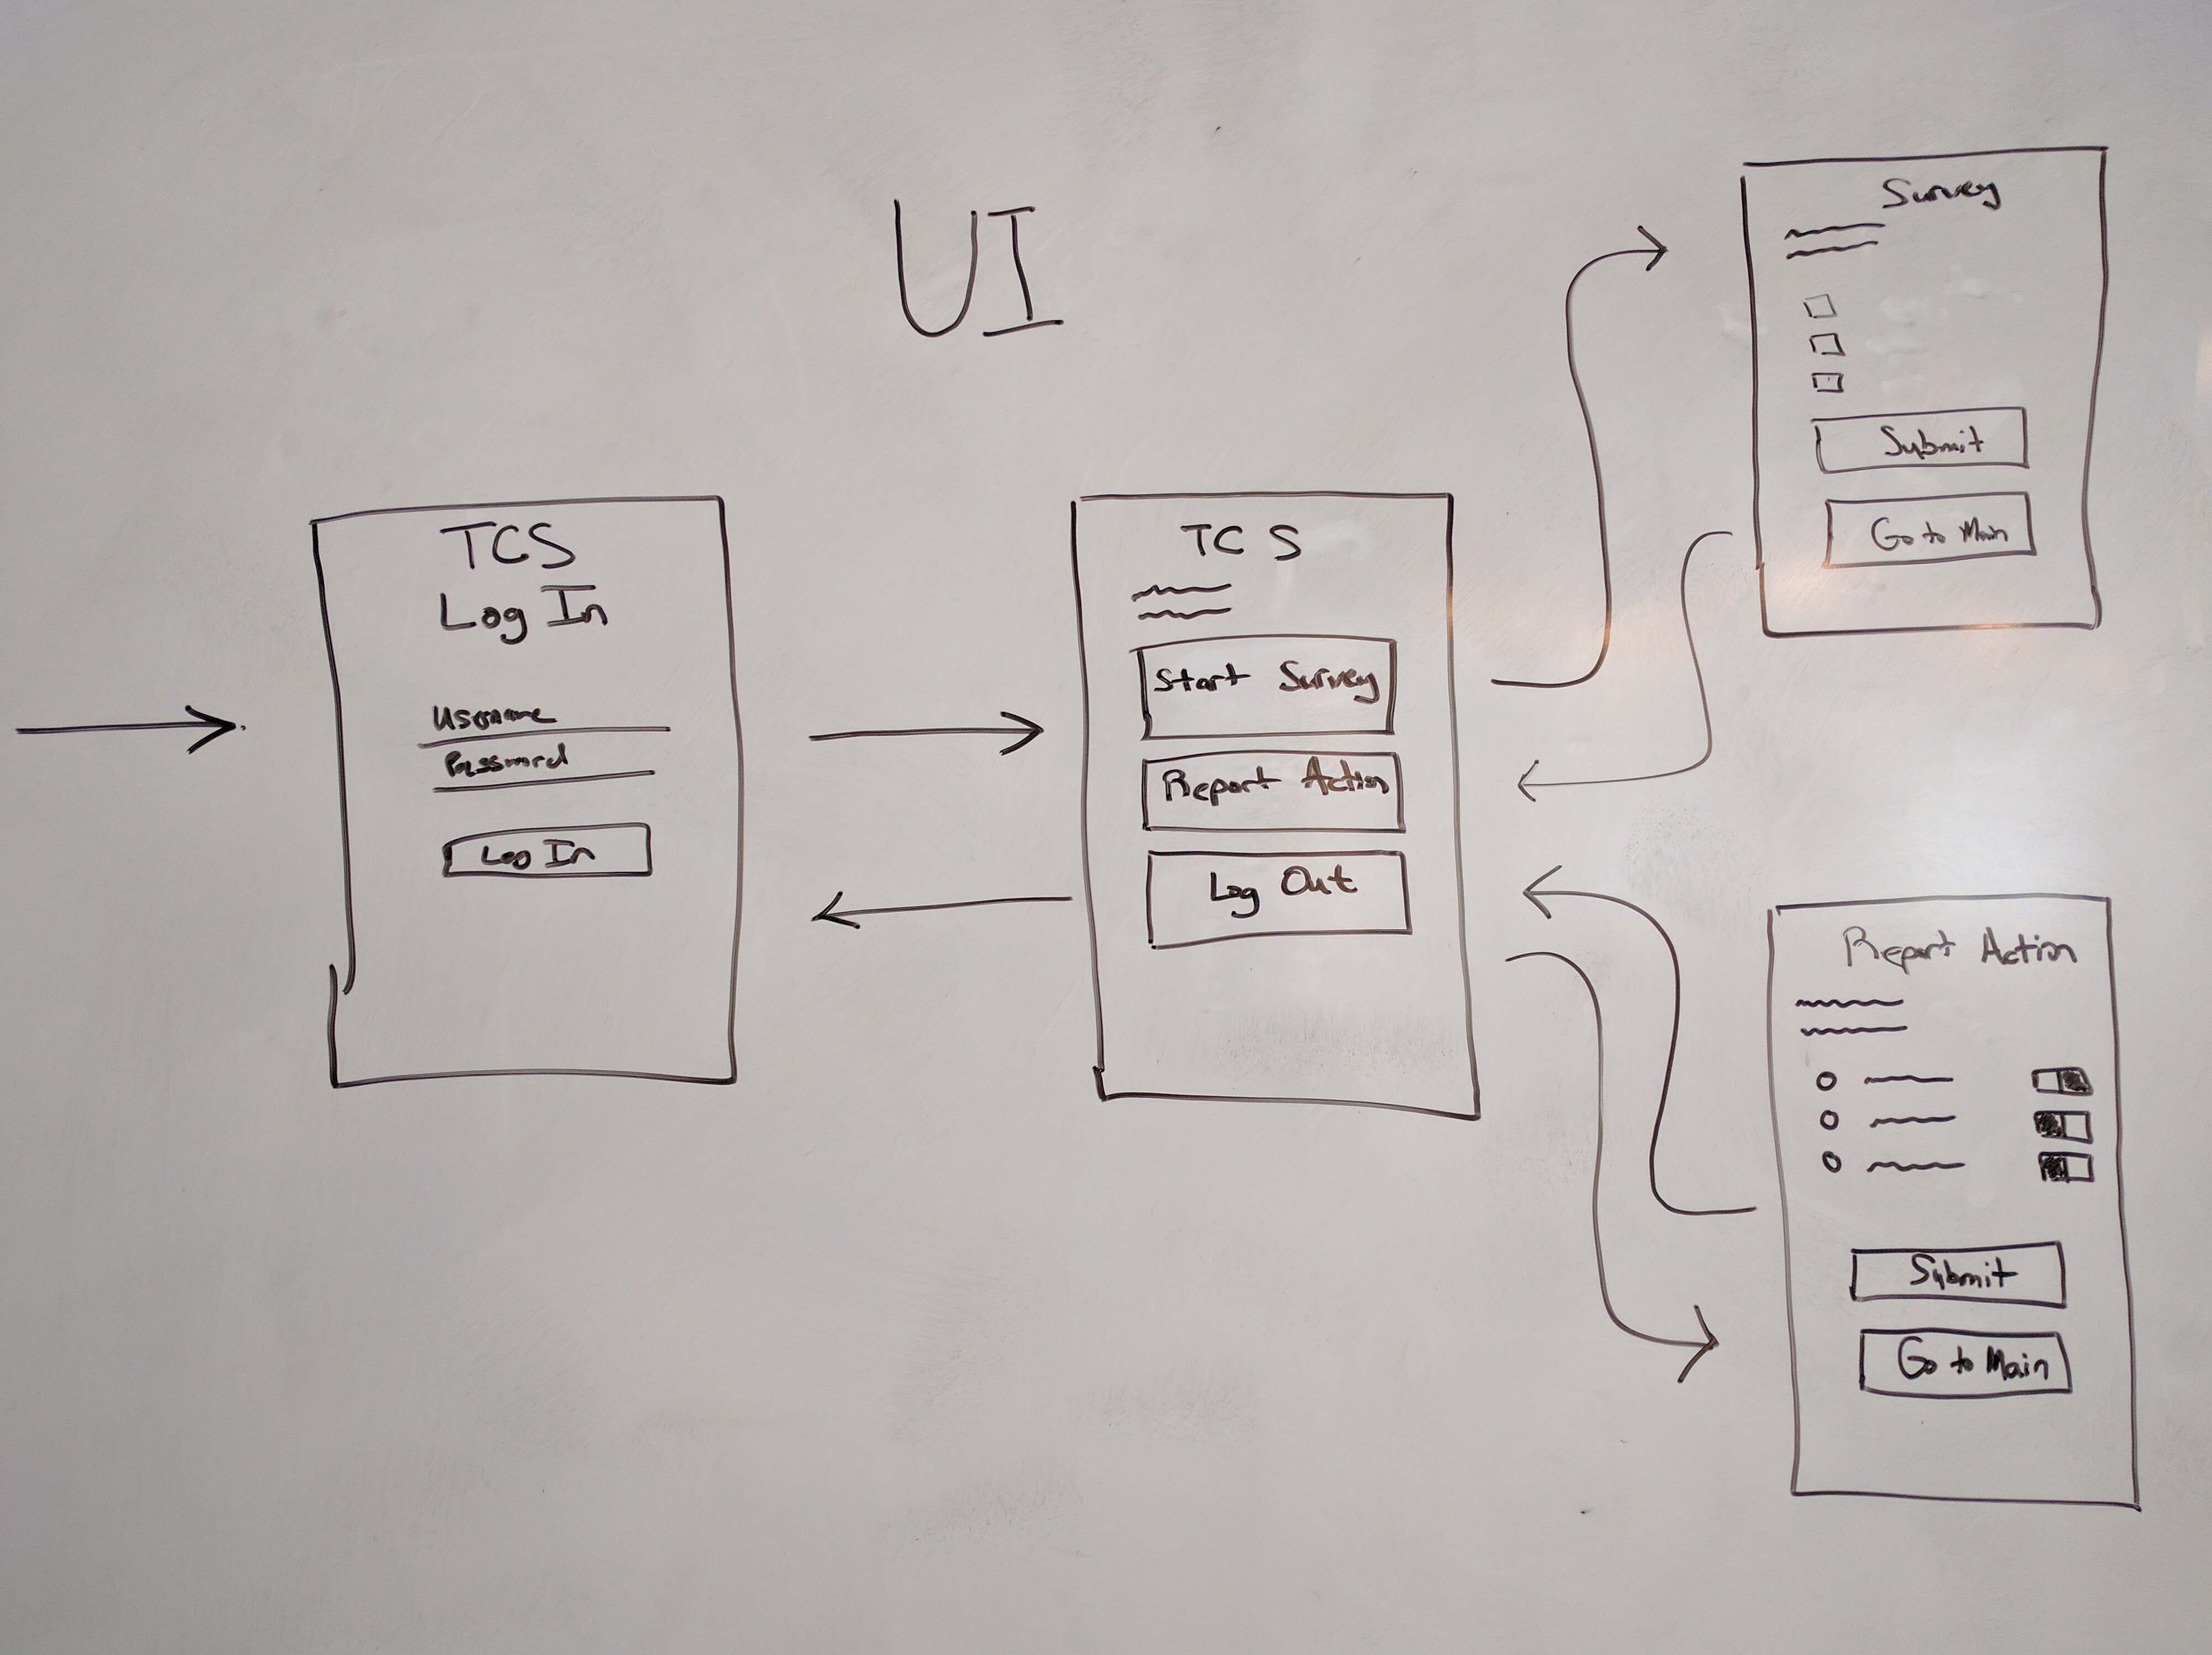 UI
TCS
Log In
Username
Password
Log In
TCS
Start Survey
Report Action
Log Out
Survey
Submit
Go to Main
Report Action
Submit
Go to Main